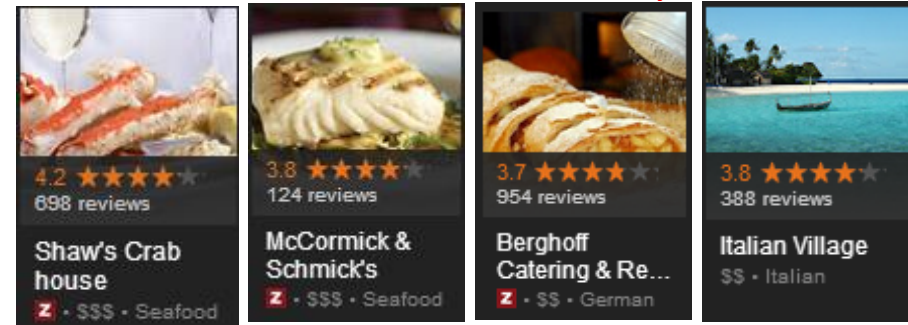 4.2
698 reviews
Shaw's Crab
house
Z • $$$ • Seafood
3.8
124 reviews
McCormick &
Schmick's
Z • $$$ • Seafood
3.7
954 reviews
Berghoff
Catering & Re...
Z • $$ • German
3.8
388 reviews
Italian Village
$$ • Italian